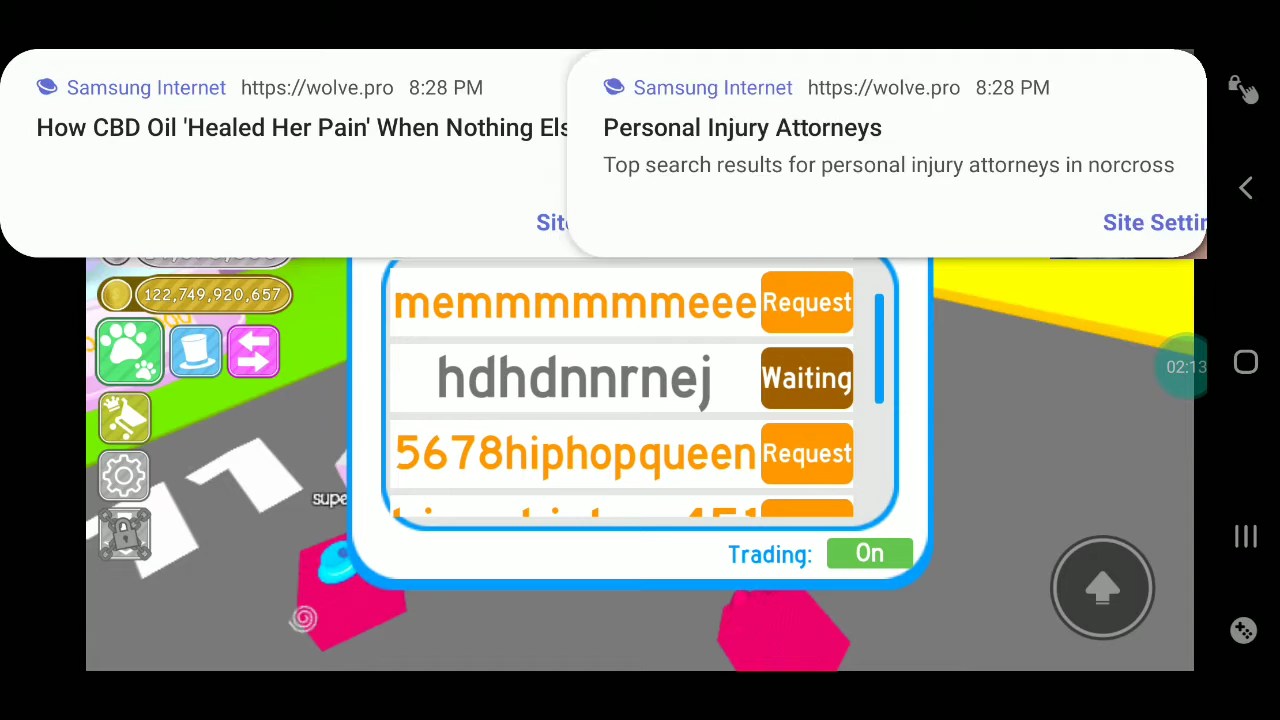 Samsung Internet https://wolve.pro 8:28 PM
How CBD Oil 'Healed Her Pain' When Nothing Els
Samsung Internet https://wolve.pro 8:28 PM
Personal Injury Attorneys
Top search results for personal injury attorneys in norcross
Site Settin
122,749,920,657
memmmmmmeee Request
hdhdnnrnej Waiting
02:13
5678hiphopqueen Request
supe
Trading: On